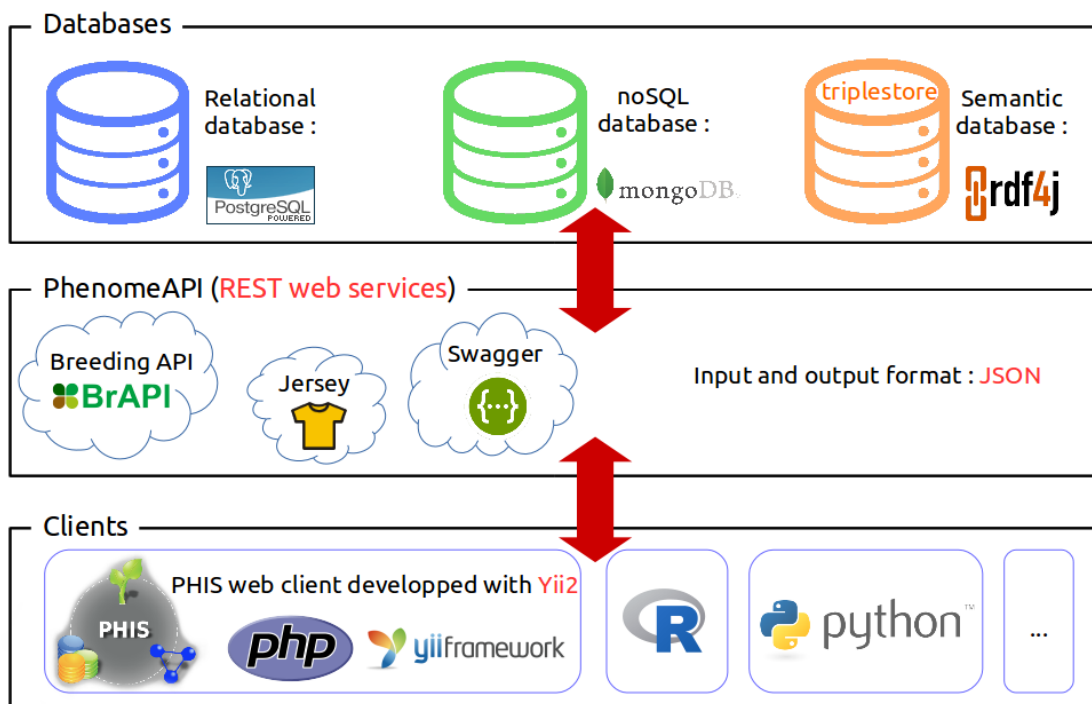 Databases
Relational
database :
PostgreSQL
POWERED
noSQL
database :
mongoDB
triplestore
Semantic
database :
rdf4j
PhenomeAPI (REST web services)
Breeding API
BrAPI
Jersey
Swagger
{···}
Input and output format : JSON
Clients
PHIS web client developped with Yii2
PHIS
php
yiiframework
R
python™
...